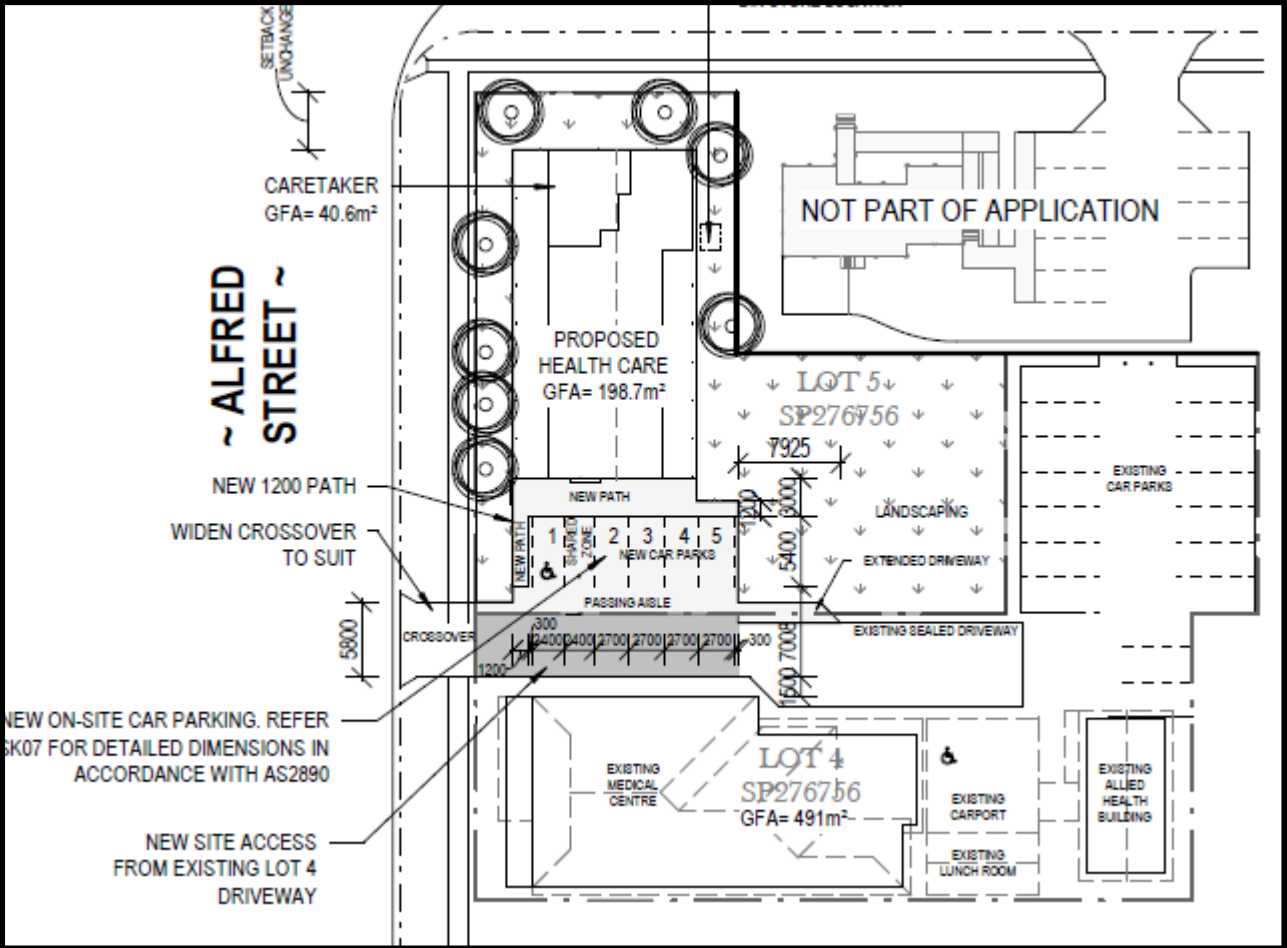 SETBACK
UNCHANGE
CARETAKER
GFA= 40.6m²
NOT PART OF APPLICATION
~ ALFRED
STREET ~
PROPOSED
HEALTH CARE
GFA= 198.7m²
LOT 5
SP276756
7925
EXISTING
CAR PARKS
NEW 1200 PATH
NEW PATH
1200
3000
LANDSCAPING
WIDEN CROSSOVER
TO SUIT
NEW PATH
1
SHARED
ZONE
2
3
4
5
NEW CAR PARKS
5400
EXTENDED DRIVEWAY
PASSING AISLE
5800
CROSSOVER
300
2400
2400
2700
2700
2700
2700
300
1200
7008
1500
EXISTING SEALED DRIVEWAY
NEW ON-SITE CAR PARKING. REFER
SK07 FOR DETAILED DIMENSIONS IN
ACCORDANCE WITH AS2890
EXISTING
MEDICAL
CENTRE
LOT 4
SP276756
GFA= 491m²
EXISTING
CARPORT
EXISTING
LUNCH ROOM
EXISTING
ALLIED
HEALTH
BUILDING
NEW SITE ACCESS
FROM EXISTING LOT 4
DRIVEWAY